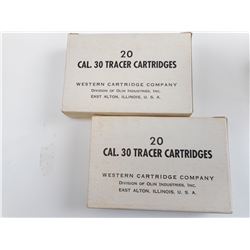 20
CAL. 30 TRACER CARTRIDGES
WESTERN CARTRIDGE COMPANY
DIVISION OF OLIN INDUSTRIES, INC.
EAST ALTON, ILLINOIS, U. S. A.
20
CAL. 30 TRACER CARTRIDGES
WESTERN CARTRIDGE COMPANY
DIVISION OF OLIN INDUSTRIES, INC.
EAST ALTON, ILLINOIS, U. S. A.